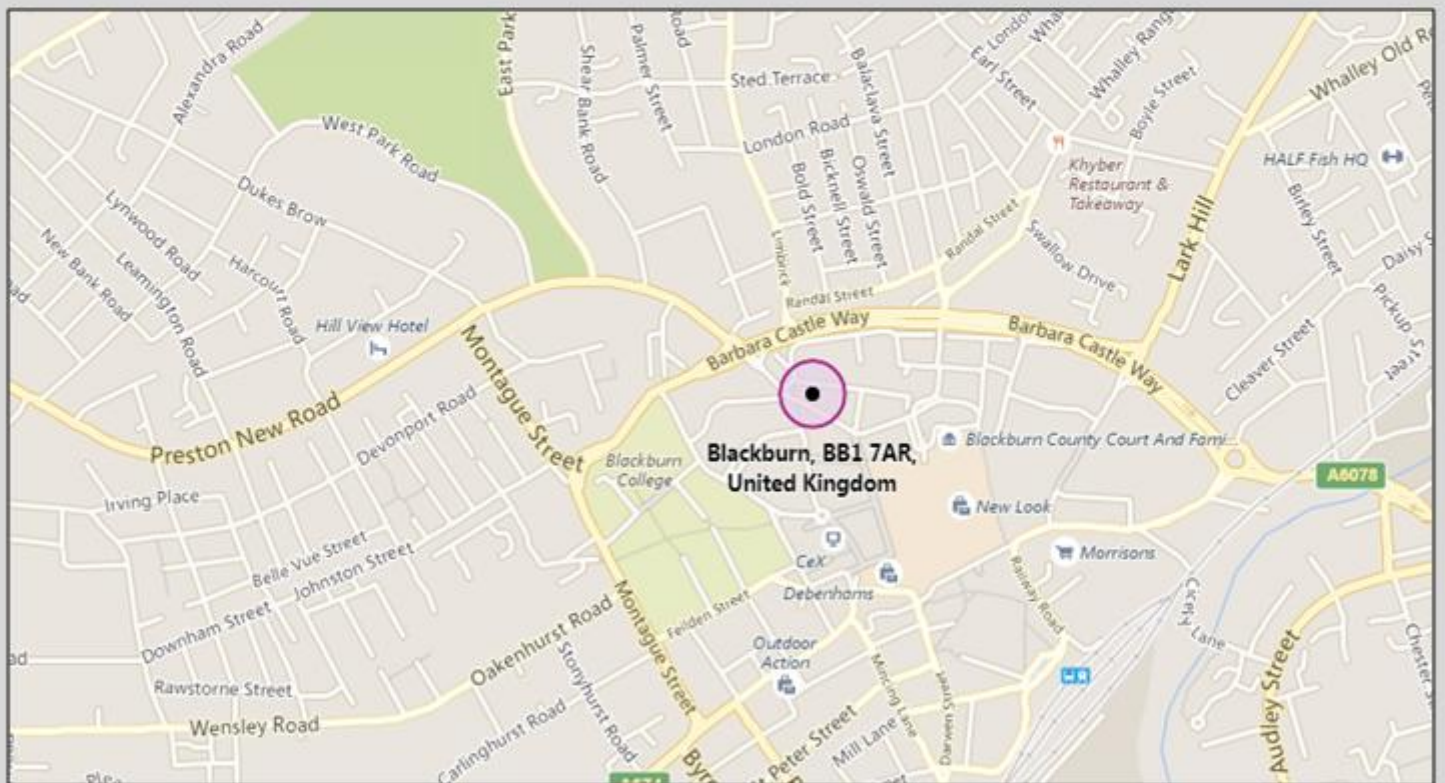 Alexandra Road
East Park
Shear Bank Road
Palmer Street
Road
Sted Terrace
Balaclava Street
London
Earl Street
Whalley Range
Boyle Street
Whalley Old
West Park Road
London Road
Bold Street
Bicknell Street
Oswald Street
Khyber
Restaurant &
Takeaway
HALF Fish HQ
Dukes Brow
Lynwood Road
New Bank Road
Leamington Road
Harcourt Road
Limbrick
Randal Street
Swallow Drive
Lark Hill
Birley Street
Daisy
Pickup Street
Randal Street
Hill View Hotel
Montague Street
Barbara Castle Way
Barbara Castle Way
Cleaver Street
Preston New Road
Devonport Road
Blackburn
College
Blackburn, BB1 7AR,
United Kingdom
Blackburn County Court And Fami...
A6078
Irving Place
New Look
Belle Vue Street
Johnston Street
CeX
Morrisons
Debenhams
Railway Road
Cicely Lane
Downham Street
Oakenhurst Road
Montague Street
Feilden Street
Outdoor
Action
Rawstorne Street
Wensley Road
Stonyhurst Road
Carlinghurst Road
Mincing Lane
Darwen Street
Peter Street
Mill Lane
Audley Street
Chester
A674